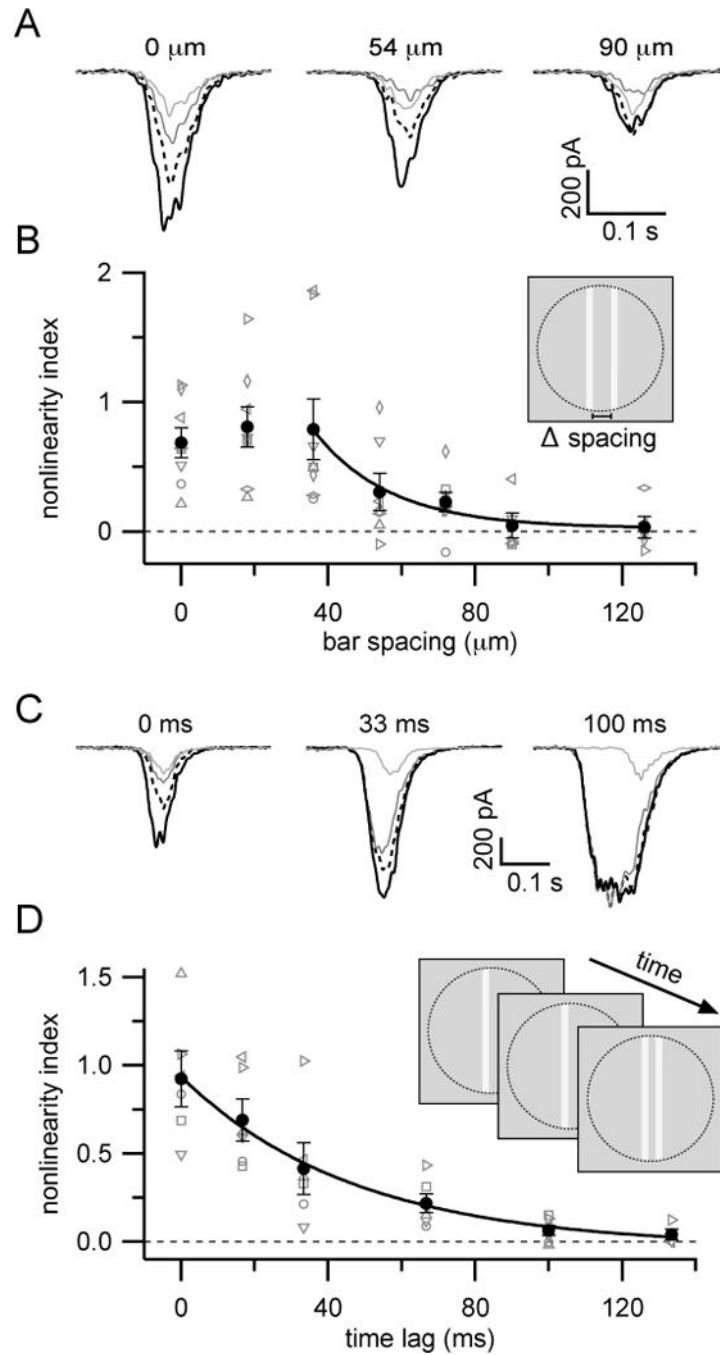 A
0 μm 54 μm 90 μm
200 pA
0.1 s
B
2
1
0
nonlinearity index
Δ spacing
0 40 80 120
bar spacing (μm)
C
0 ms 33 ms 100 ms
200 pA
0.1 s
D
1.5
1.0
0.5
0.0
nonlinearity index
time
0 40 80 120
time lag (ms)